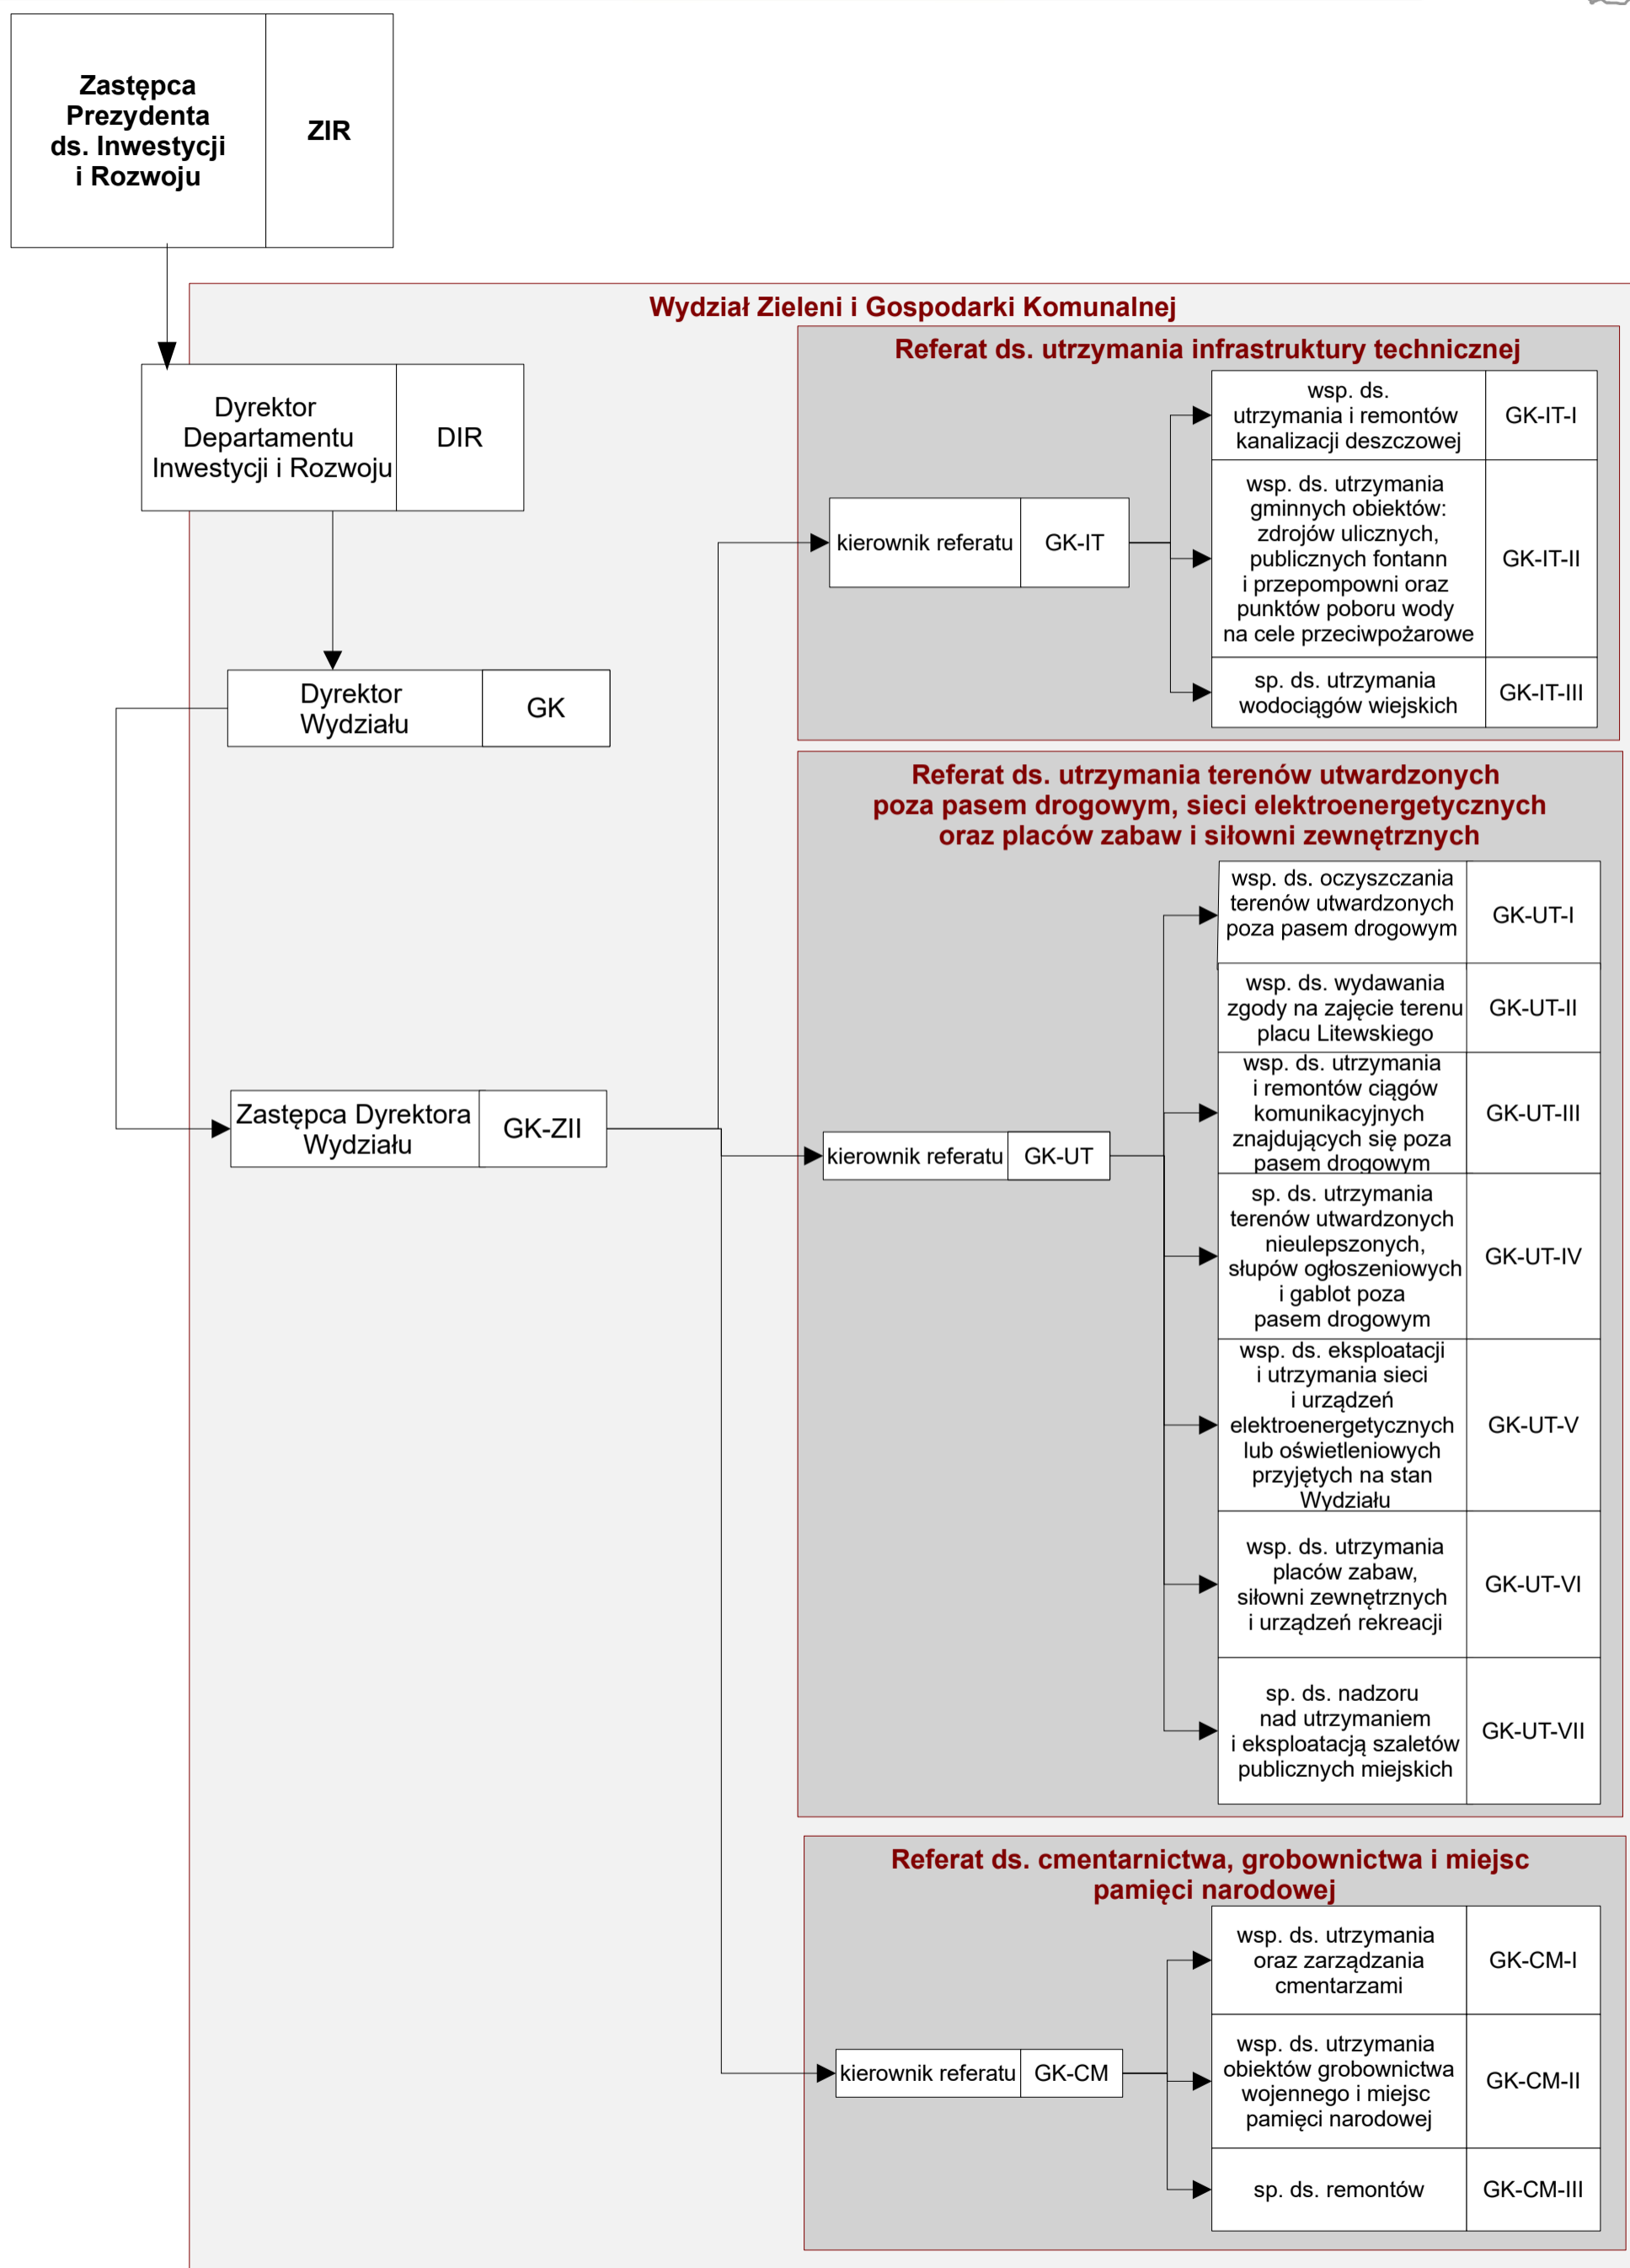 Zastępca
Prezydenta
ds. Inwestycji
i Rozwoju
ZIR
Wydział Zieleni i Gospodarki Komunalnej
Dyrektor
Departamentu
Inwestycji i Rozwoju
DIR
Dyrektor
Wydziału
GK
Zastępca Dyrektora
Wydziału
GK-ZII
Referat ds. utrzymania infrastruktury technicznej
kierownik referatu
GK-IT
wsp. ds.
utrzymania i remontów
kanalizacji deszczowej
GK-IT-I
wsp. ds. utrzymania
gminnych obiektów:
zdrojów ulicznych,
publicznych fontann
i przepompowni oraz
punktów poboru wody
na cele przeciwpożarowe
GK-IT-II
sp. ds. utrzymania
wodociągów wiejskich
GK-IT-III
Referat ds. utrzymania terenów utwardzonych
poza pasem drogowym, sieci elektroenergetycznych
oraz placów zabaw i siłowni zewnętrznych
kierownik referatu
GK-UT
wsp. ds. oczyszczania
terenów utwardzonych
poza pasem drogowym
GK-UT-I
wsp. ds. wydawania
zgody na zajęcie terenu
placu Litewskiego
GK-UT-II
wsp. ds. utrzymania
i remontów ciągów
komunikacyjnych
znajdujących się poza
pasem drogowym
GK-UT-III
sp. ds. utrzymania
terenów utwardzonych
nieulepszonych,
słupów ogłoszeniowych
i gablot poza
pasem drogowym
GK-UT-IV
wsp. ds. eksploatacji
i utrzymania sieci
i urządzeń
elektroenergetycznych
lub oświetleniowych
przyjętych na stan
Wydziału
GK-UT-V
wsp. ds. utrzymania
placów zabaw,
siłowni zewnętrznych
i urządzeń rekreacji
GK-UT-VI
sp. ds. nadzoru
nad utrzymaniem
i eksploatacją szaletów
publicznych miejskich
GK-UT-VII
Referat ds. cmentarnictwa, grobownictwa i miejsc
pamięci narodowej
kierownik referatu
GK-CM
wsp. ds. utrzymania
oraz zarządzania
cmentarzami
GK-CM-I
wsp. ds. utrzymania
obiektów grobownictwa
wojennego i miejsc
pamięci narodowej
GK-CM-II
sp. ds. remontów
GK-CM-III